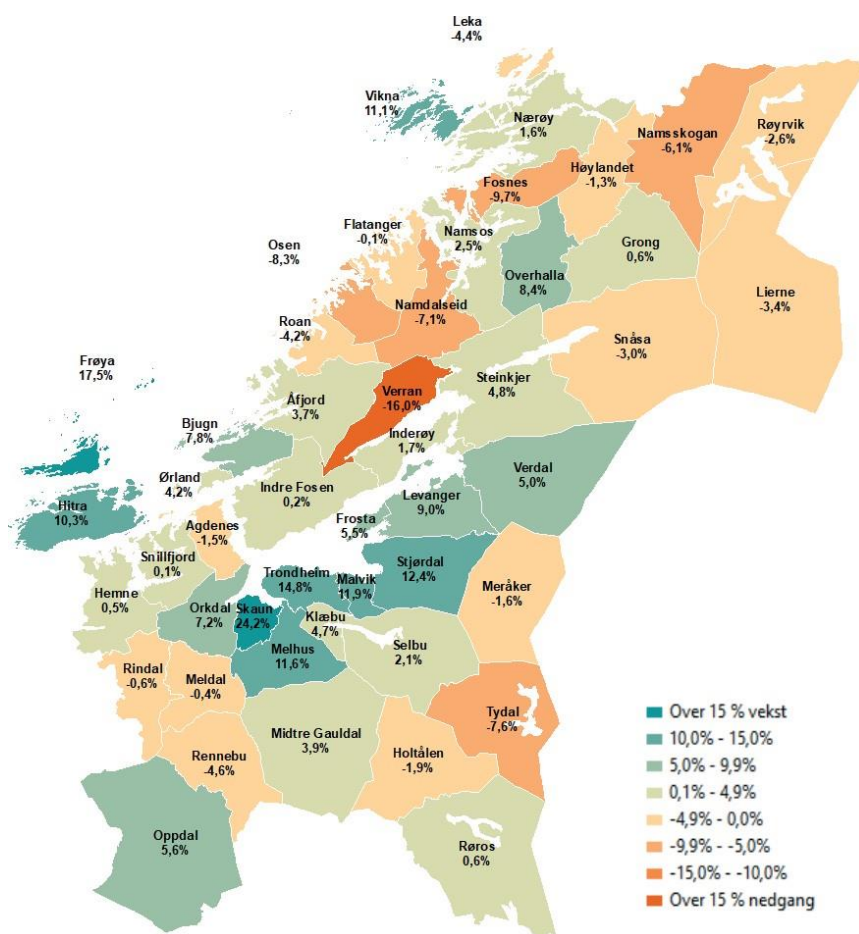 Leka
-4,4%
Vikna
11,1%
Nærøy
1,6%
Namsskogan
-6,1%
Røyrvik
-2,6%
Høylandet
-1,3%
Fosnes
-9,7%
Flatanger
-0,1%
Namsos
2,5%
Osen
-8,3%
Overhalla
8,4%
Grong
0,6%
Lierne
-3,4%
Namdalseid
-7,1%
Roan
-4,2%
Snåsa
-3,0%
Frøya
17,5%
Steinkjer
4,8%
Verran
-16,0%
Åfjord
3,7%
Bjugn
7,8%
Inderøy
1,7%
Verdal
5,0%
Ørland
4,2%
Indre Fosen
0,2%
Levanger
9,0%
Hitra
10,3%
Frosta
5,5%
Agdenes
-1,5%
Snillfjord
0,1%
Stjørdal
12,4%
Trondheim
14,8%
Malvik
11,9%
Meråker
-1,6%
Hemne
0,5%
Orkdal
7,2%
Skaun
24,2%
Klæbu
4,7%
Selbu
2,1%
Melhus
11,6%
Rindal
-0,6%
Meldal
-0,4%
Tydal
-7,6%
Midtre Gauldal
3,9%
Holtålen
-1,9%
Rennebu
-4,6%
Oppdal
5,6%
Røros
0,6%
Over 15 % vekst
10,0% - 15,0%
5,0% - 9,9%
0,1% - 4,9%
-4,9% - 0,0%
-9,9% - -5,0%
-15,0% - -10,0%
Over 15 % nedgang